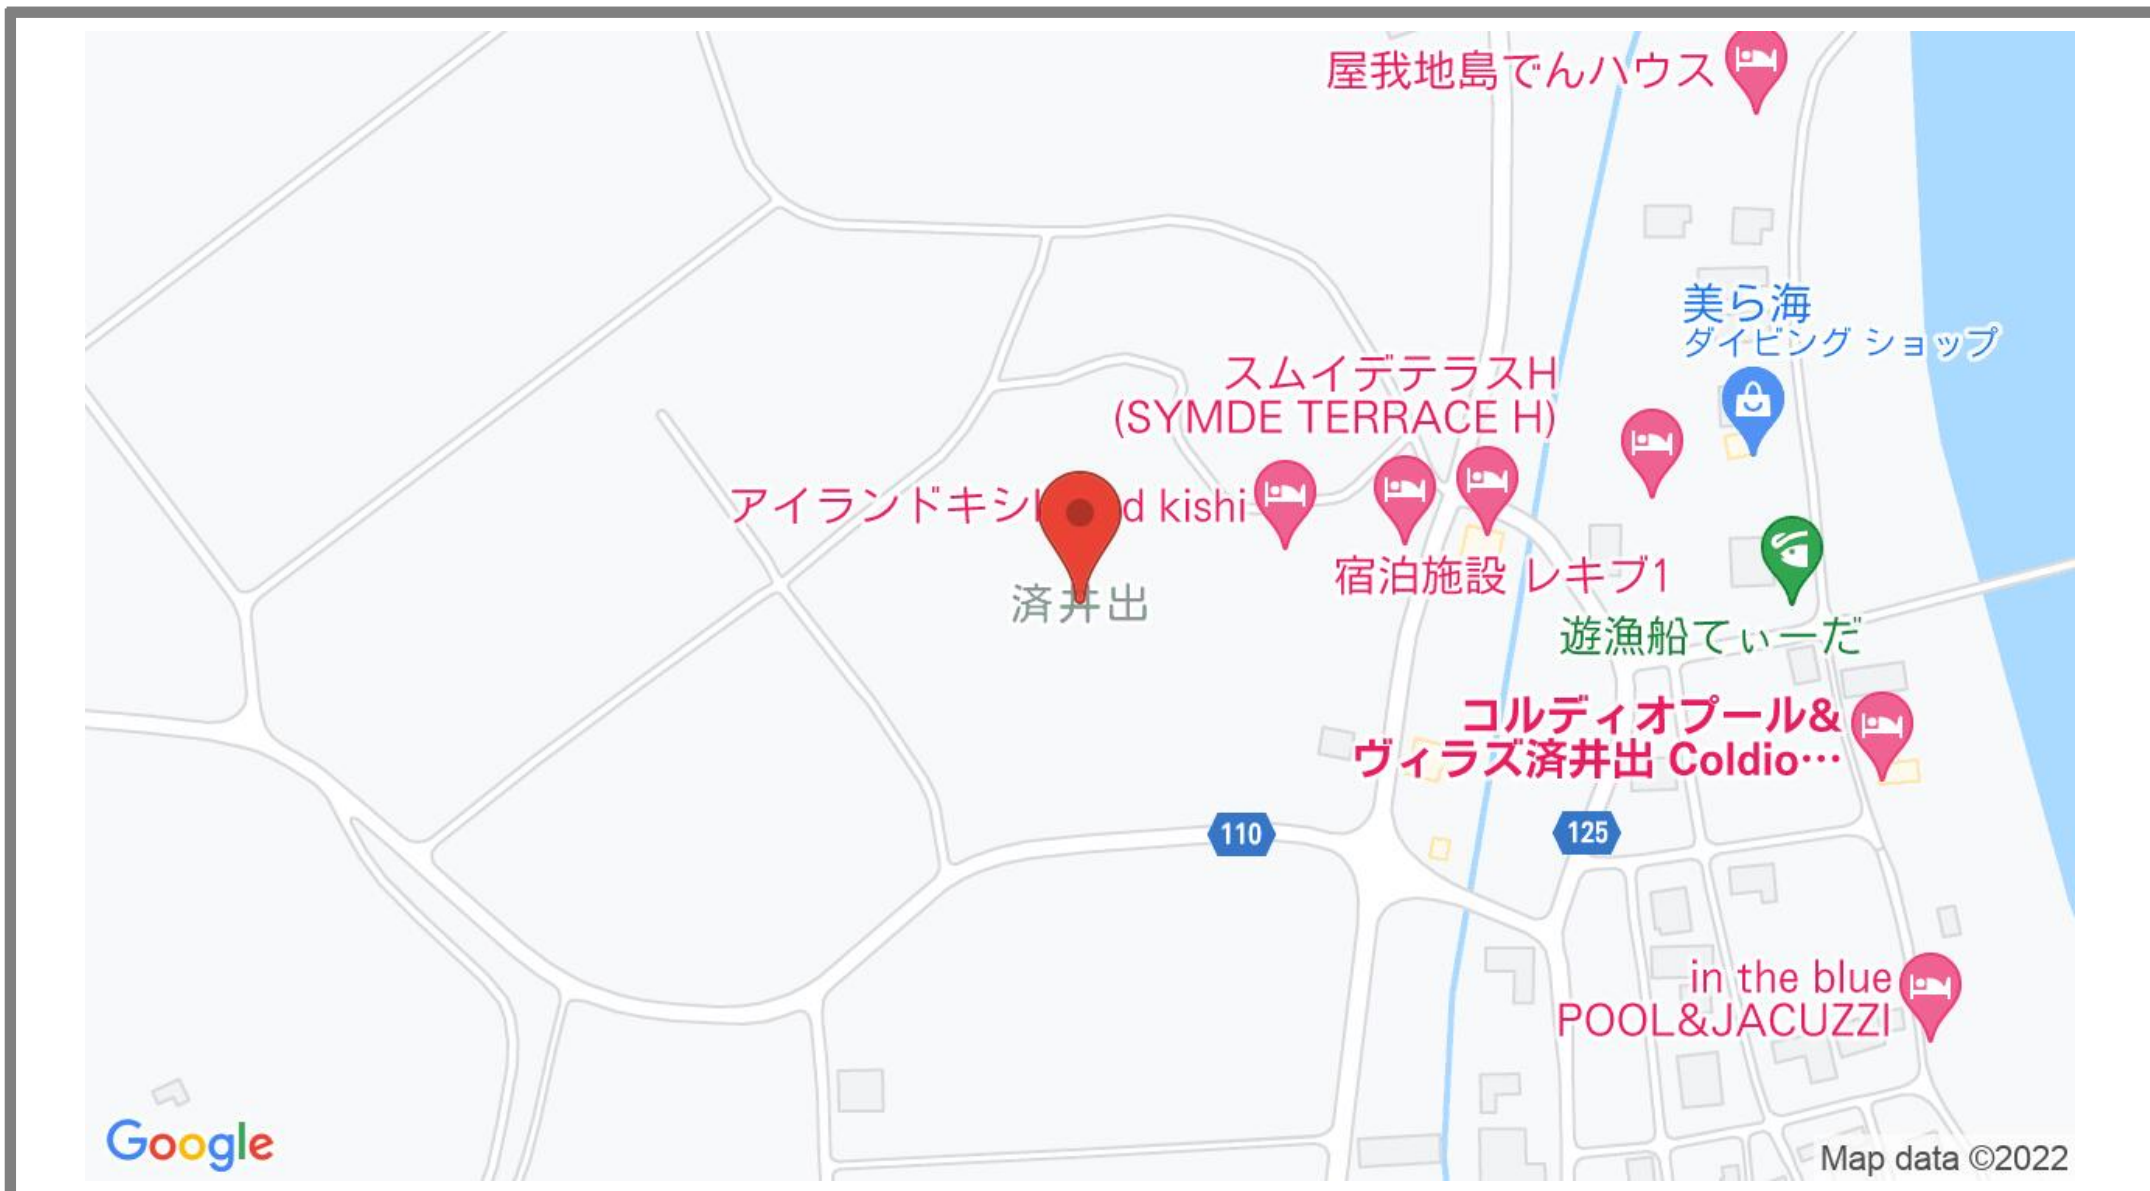 屋我地島でんハウス
美ら海
ダイビング ショップ
スムイデテラスH
(SYMDE TERRACE H)
アイランドキシ
d kishi
宿泊施設 レキブ1
済井出
遊漁船てぃーだ
コルディオプール&
ヴィラズ済井出 Coldio…
110
125
in the blue
POOL&JACUZZI
Google
Map data ©2022